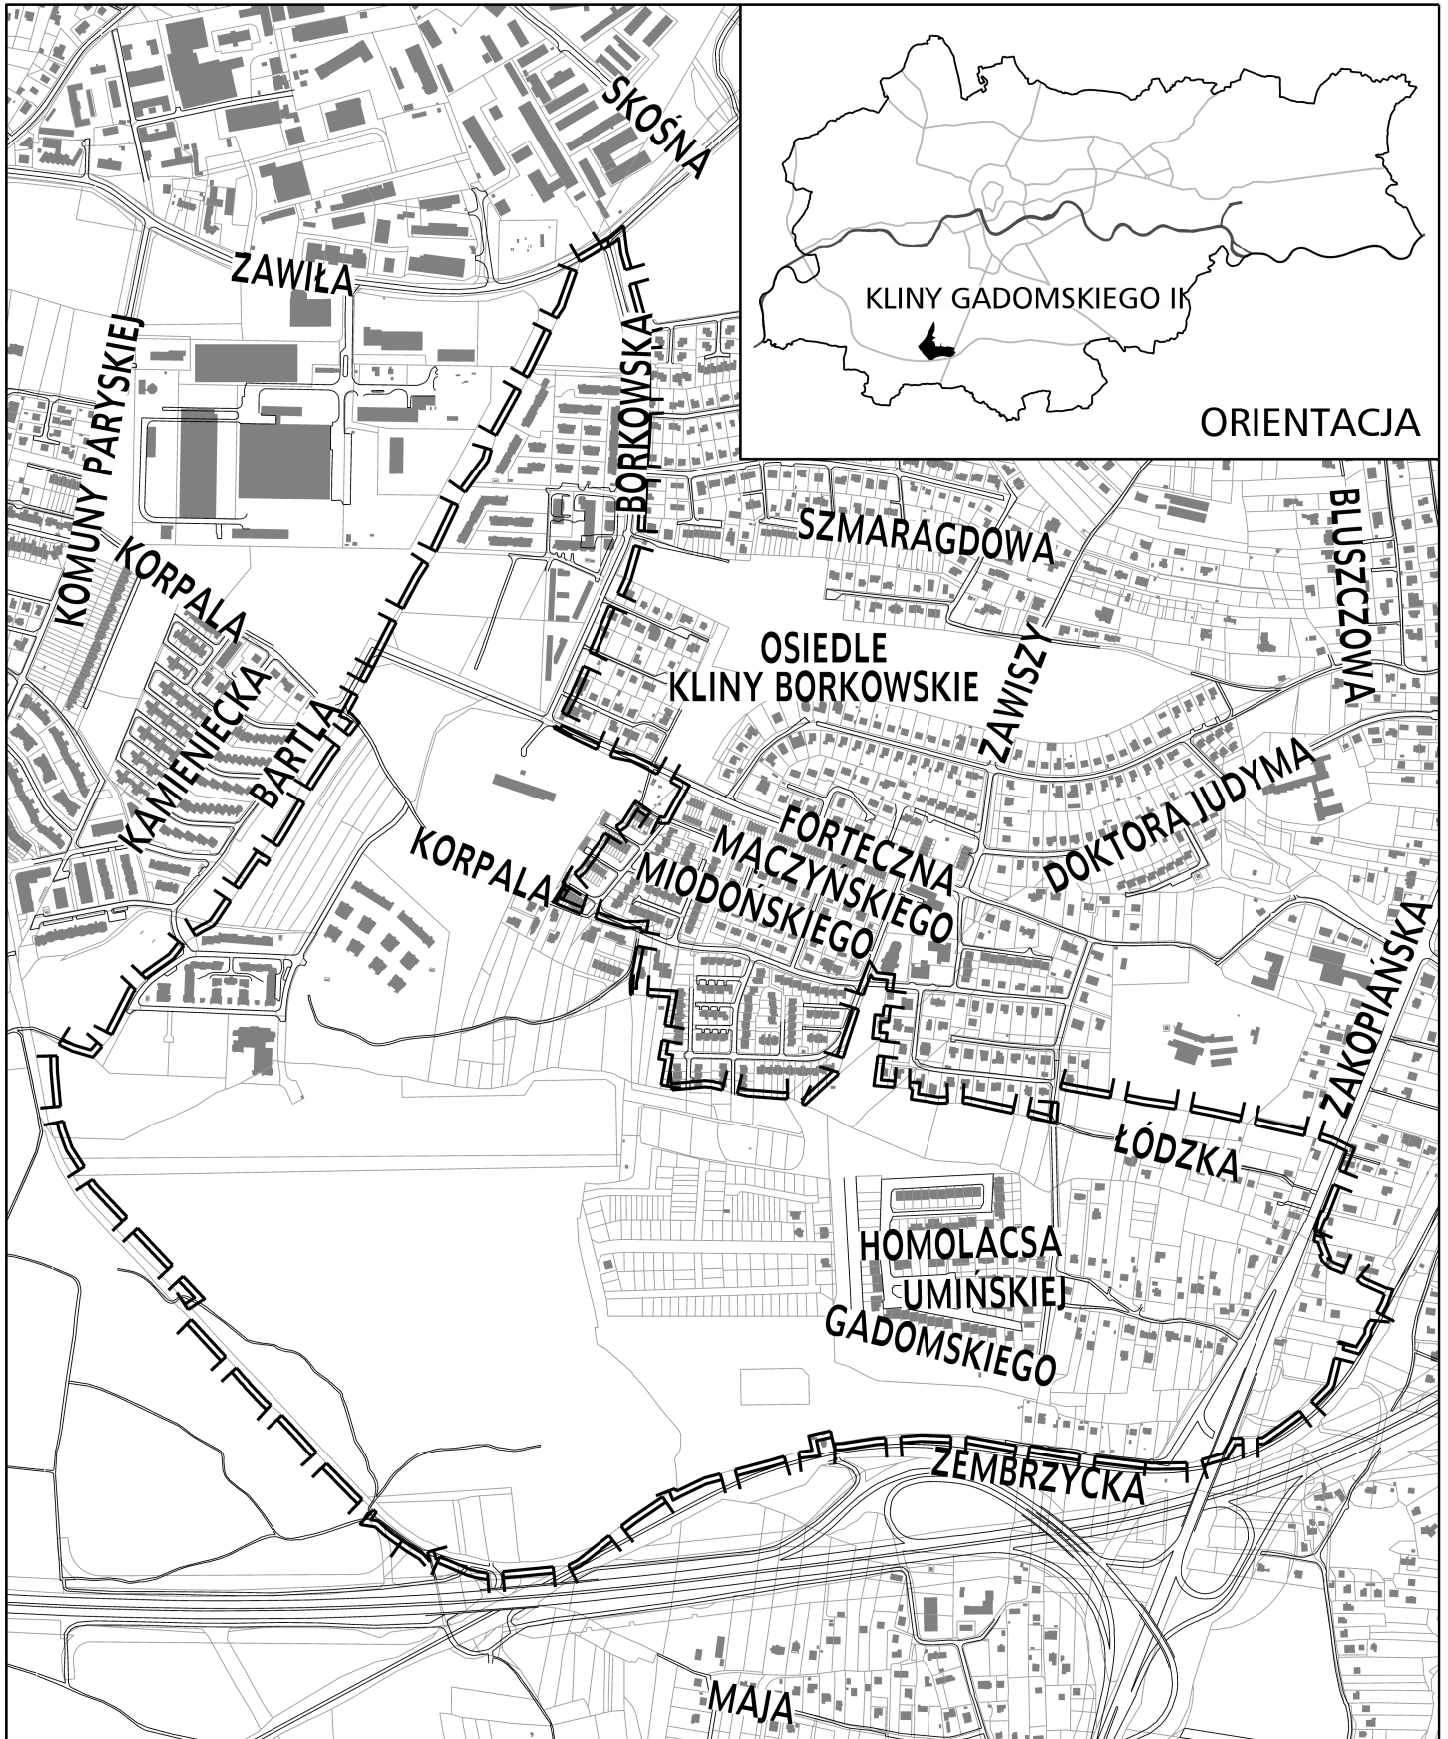 SKOŚNA
ZAWIŁA
KLINY GADOMSKIEGO II
ORIENTACJA
KOMUNY PARYSKIEJ
BORKOWSKA
KORPALA
SZMARAGDOWA
BLUSZCZOWA
OSIEDLE
KLINY BORKOWSKIE
ZAWISZY
KAMIENIECKA
BARTLA
DOKTORA JUDYMA
FORTECZNA
MĄCZYŃSKIEGO
MIODOŃSKIEGO
KORPALA
ZAKOPIAŃSKA
ŁÓDZKA
HOMOLACSA
UMIŃSKIEJ
GADOMSKIEGO
ZEMBRZYCKA
MAJA